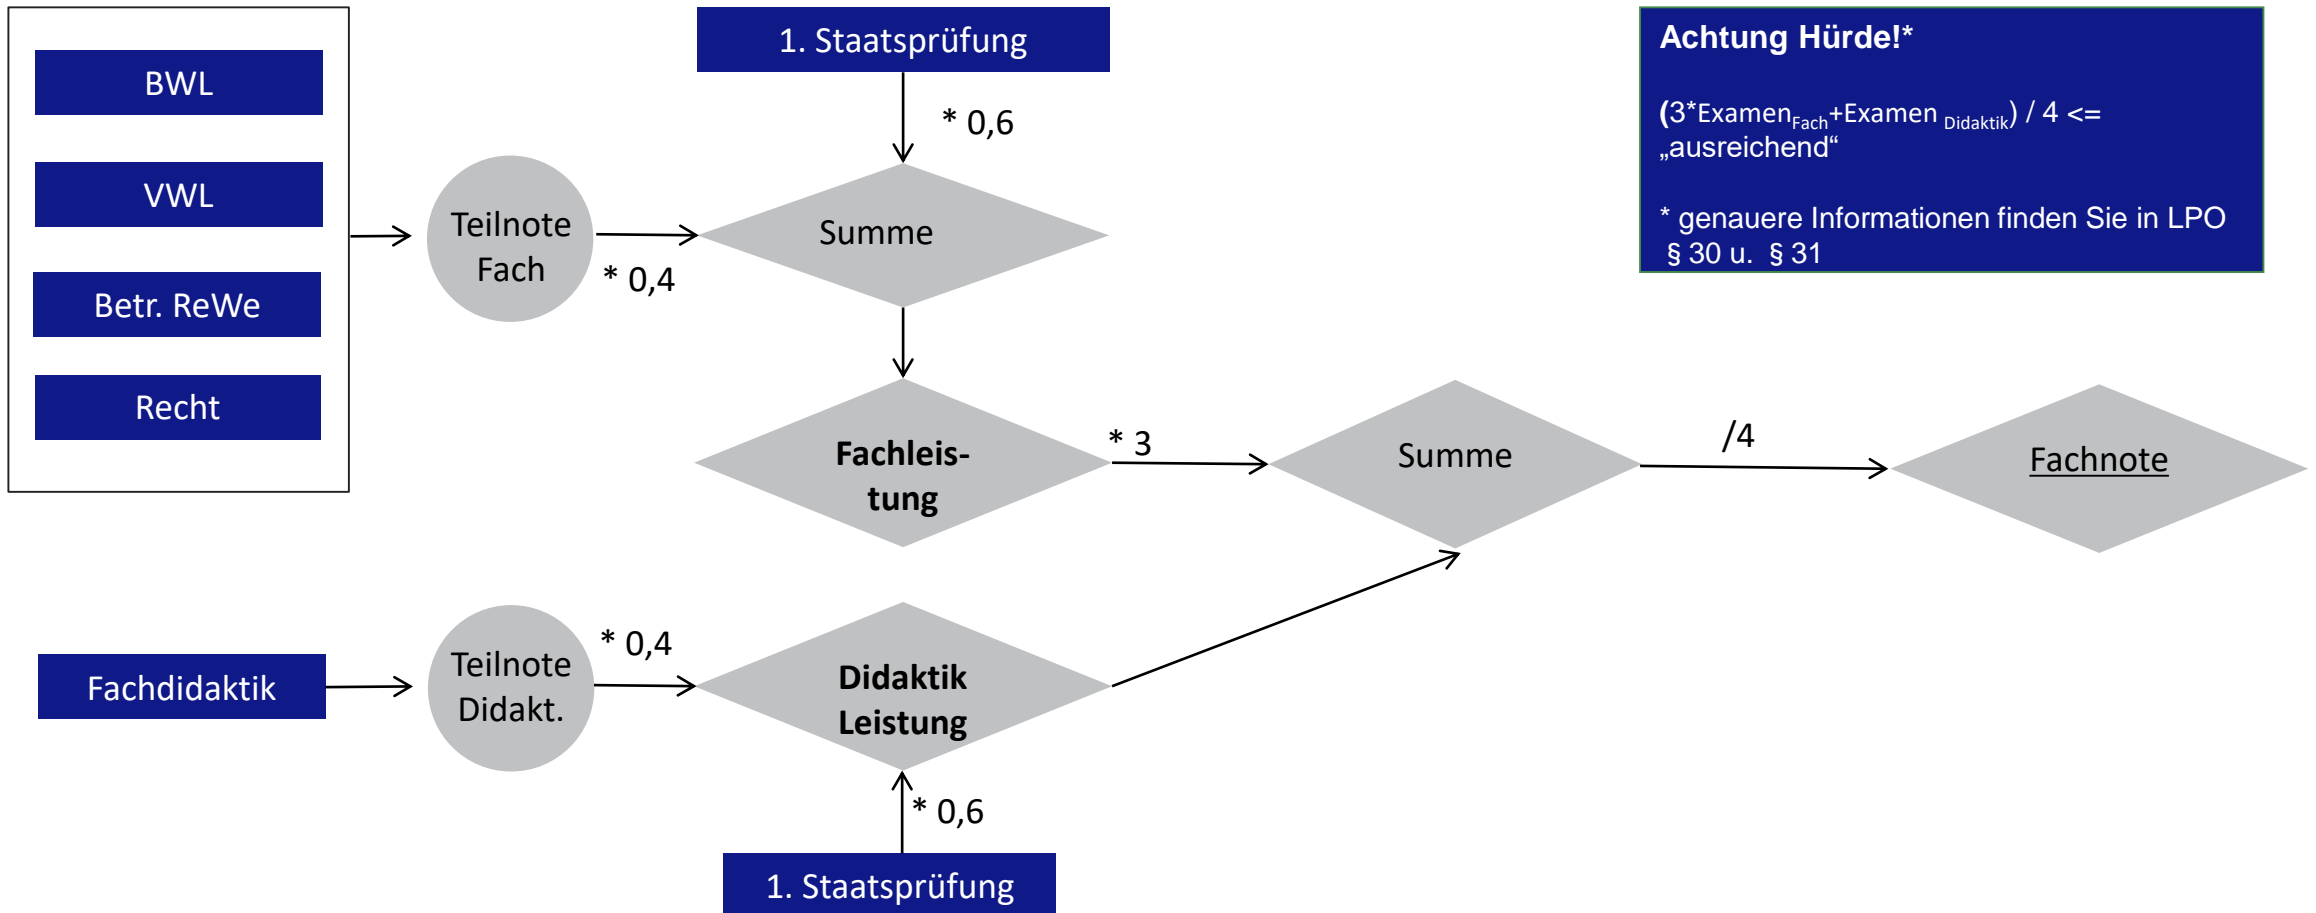 BWL
VWL
Betr. ReWe
Recht
Teilnote
Fach
* 0,4
1. Staatsprüfung
* 0,6
Summe
Achtung Hürde!*
(3*ExamenFach+Examen Didaktik) / 4 <=
„ausreichend“
* genauere Informationen finden Sie in LPO
§ 30 u. § 31
Fachleis-
tung
* 3
Summe
/4
Fachnote
Fachdidaktik
Teilnote
Didakt.
* 0,4
Didaktik
Leistung
* 0,6
1. Staatsprüfung